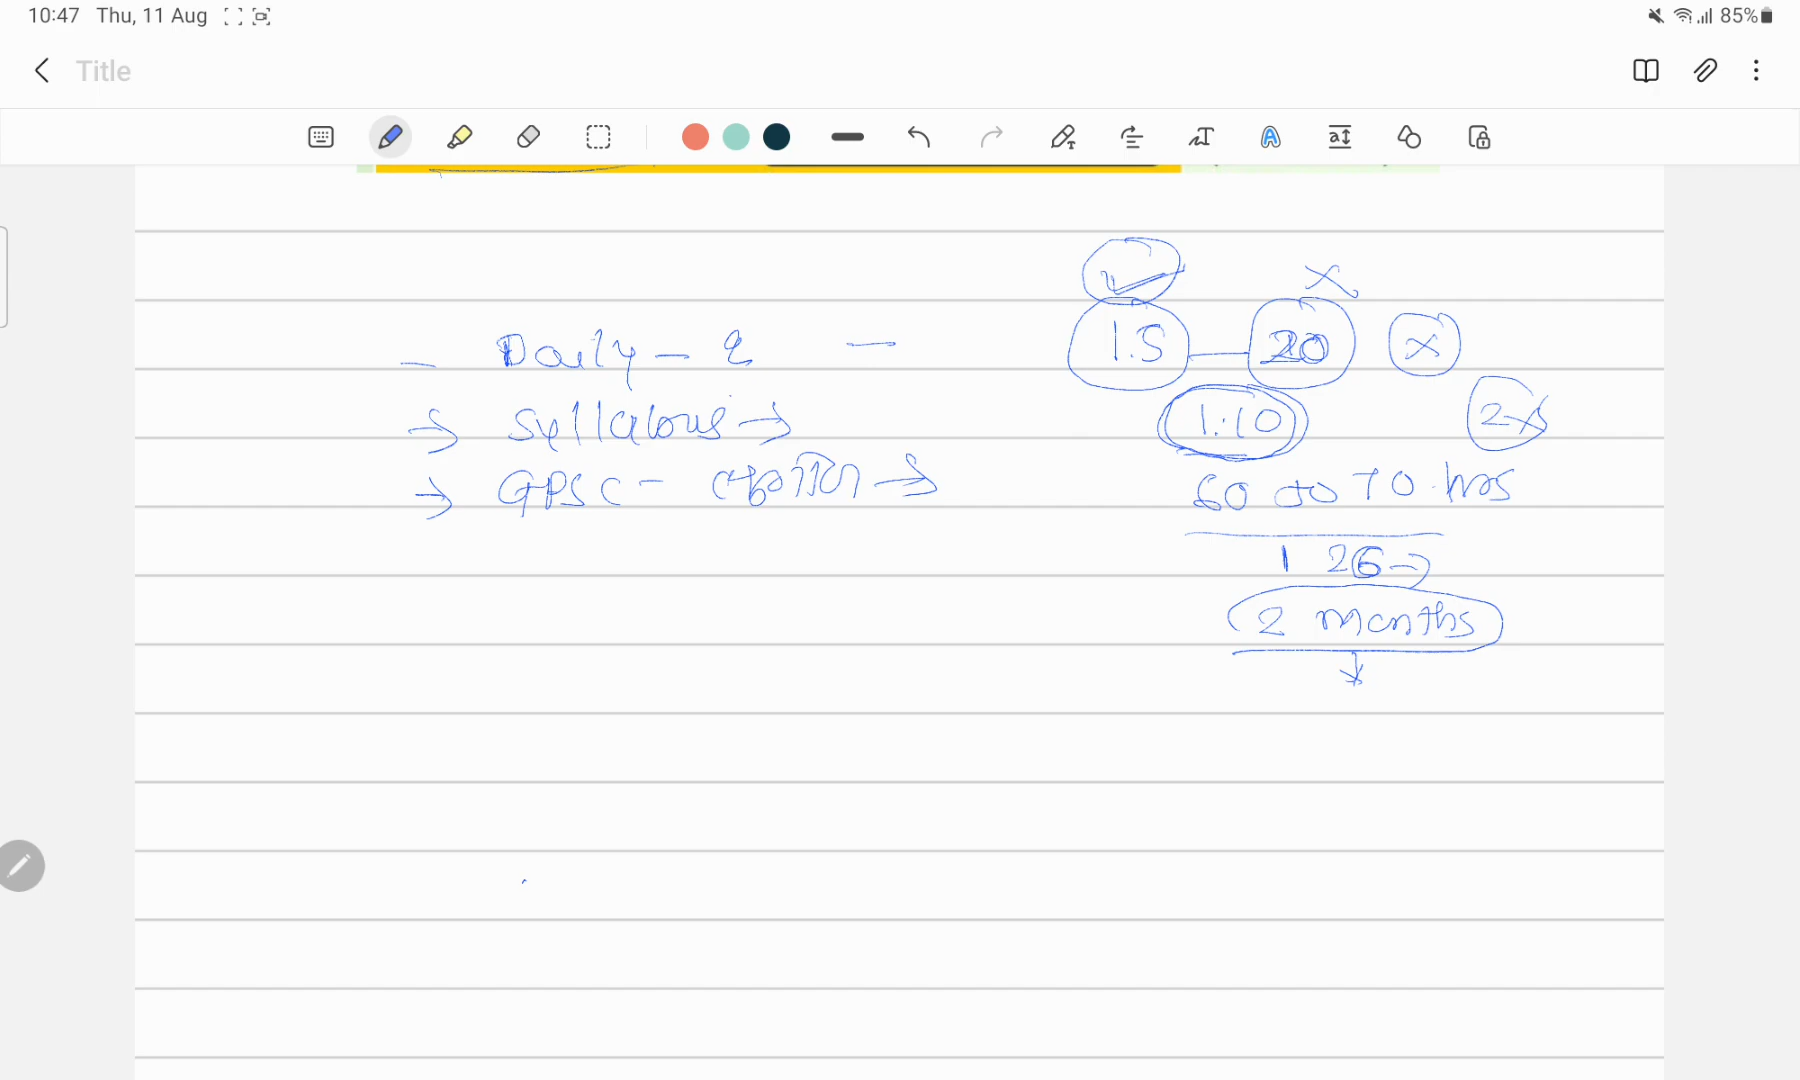 10:47 Thu, 11 Aug 85%
Title
- Daily - 2 -
→ Syllabus →
→ GPSC - →
1.5 - 20 x
1:10 2x
60 to 70 hrs
1 26
2 months